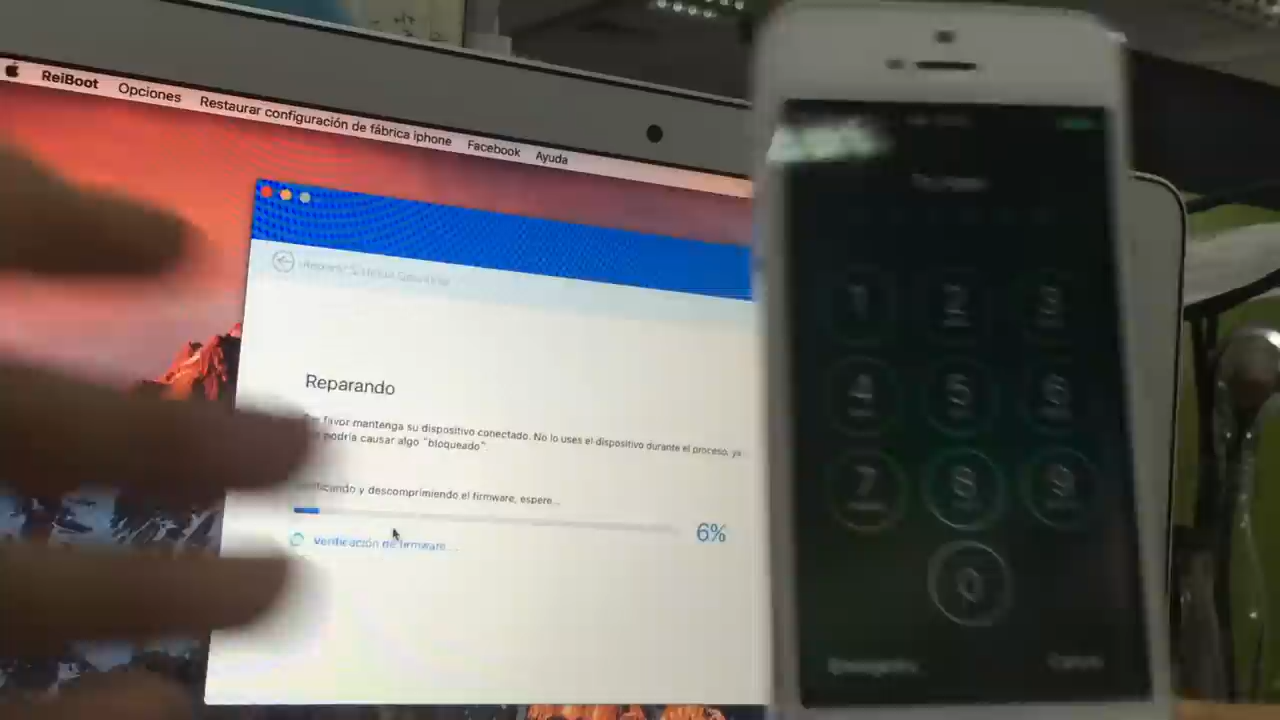 ReiBoot Opciones Restaurar configuración de fábrica iphone Facebook Ayuda
Reparando
favor mantenga su dispositivo conectado. No lo uses el dispositivo durante el proceso, ya
podría causar algo "bloqueado".
y descomprimiendo el firmware, espere...
6%
Verificación de firmware...
1 2 3
4 5 6
7 8 9
0